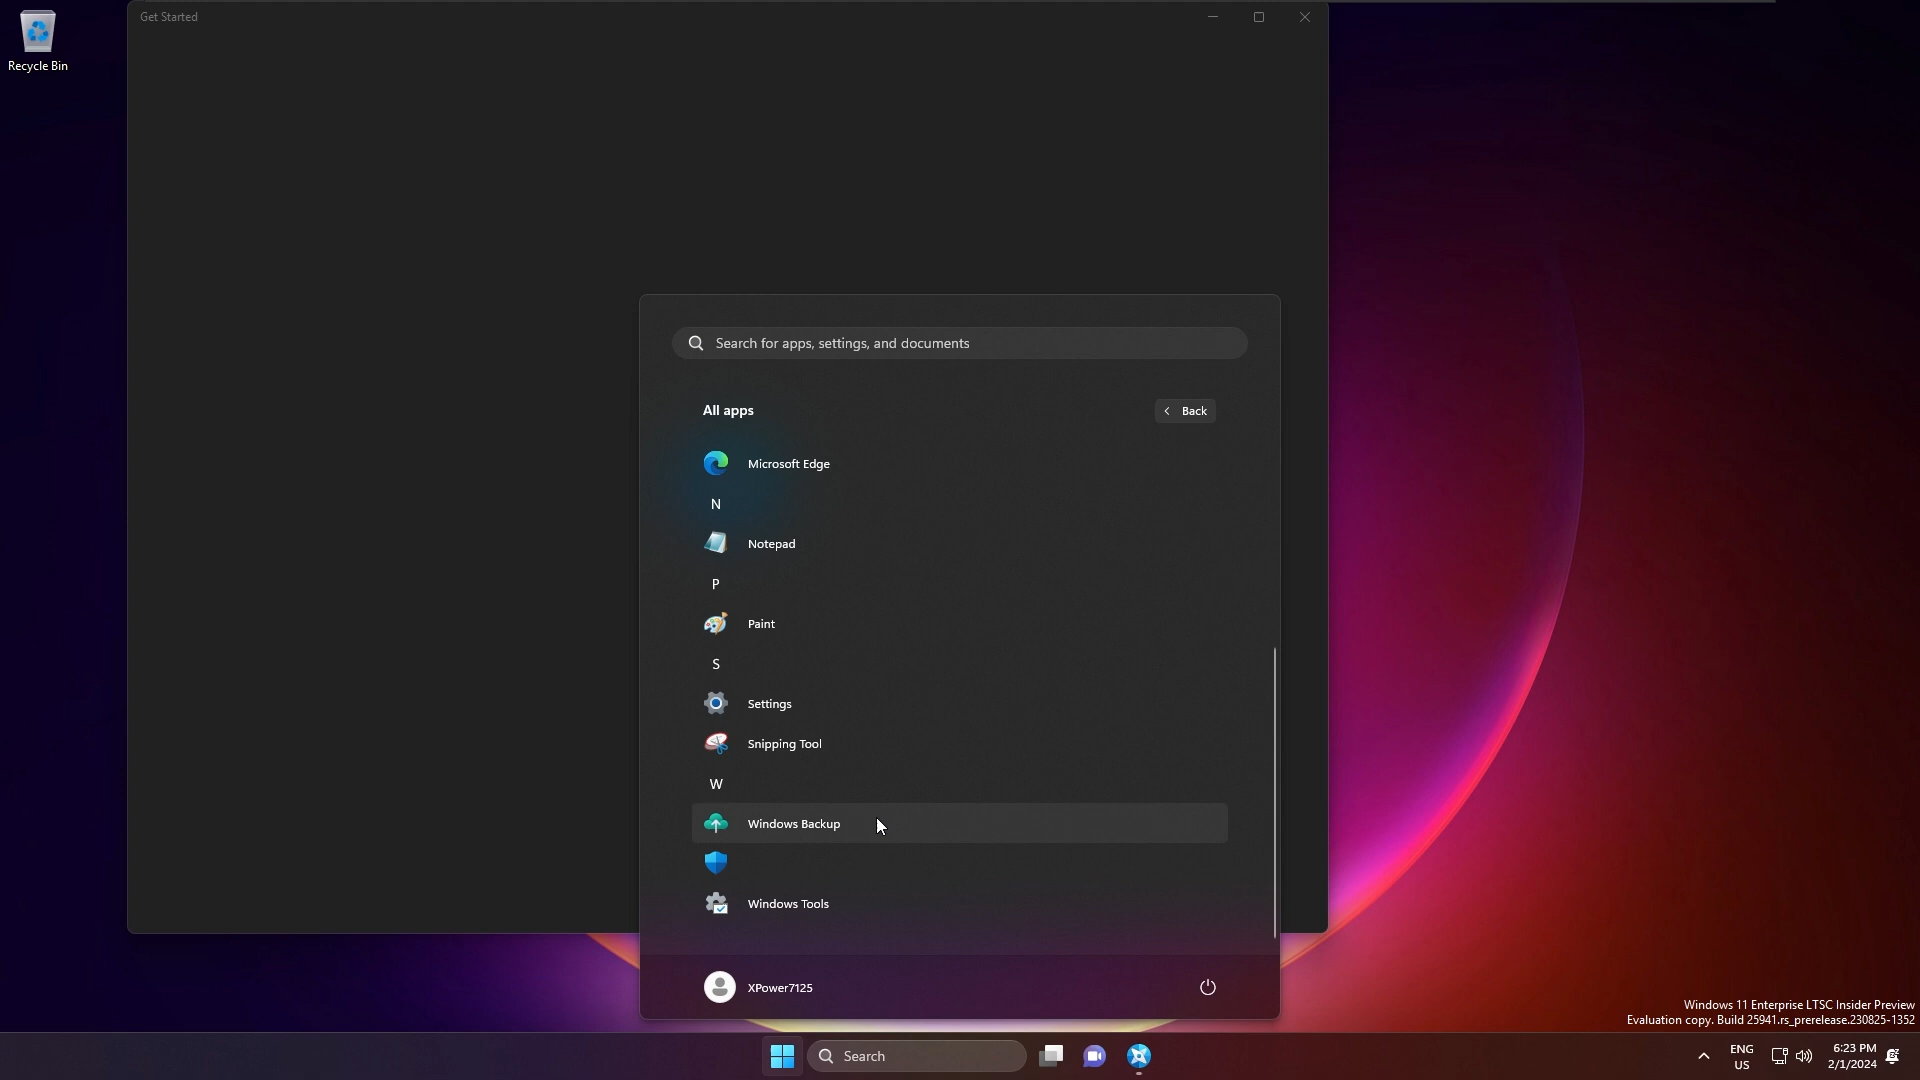 Get Started
Recycle Bin
Search for apps, settings, and documents
All apps
Back
Microsoft Edge
N
Notepad
P
Paint
S
Settings
Snipping Tool
W
Windows Backup
Windows Tools
XPower7125
Windows 11 Enterprise LTSC Insider Preview
Evaluation copy. Build 25941.rs_prerelease.230825-1352
Search
ENG
US
6:23 PM
2/1/2024